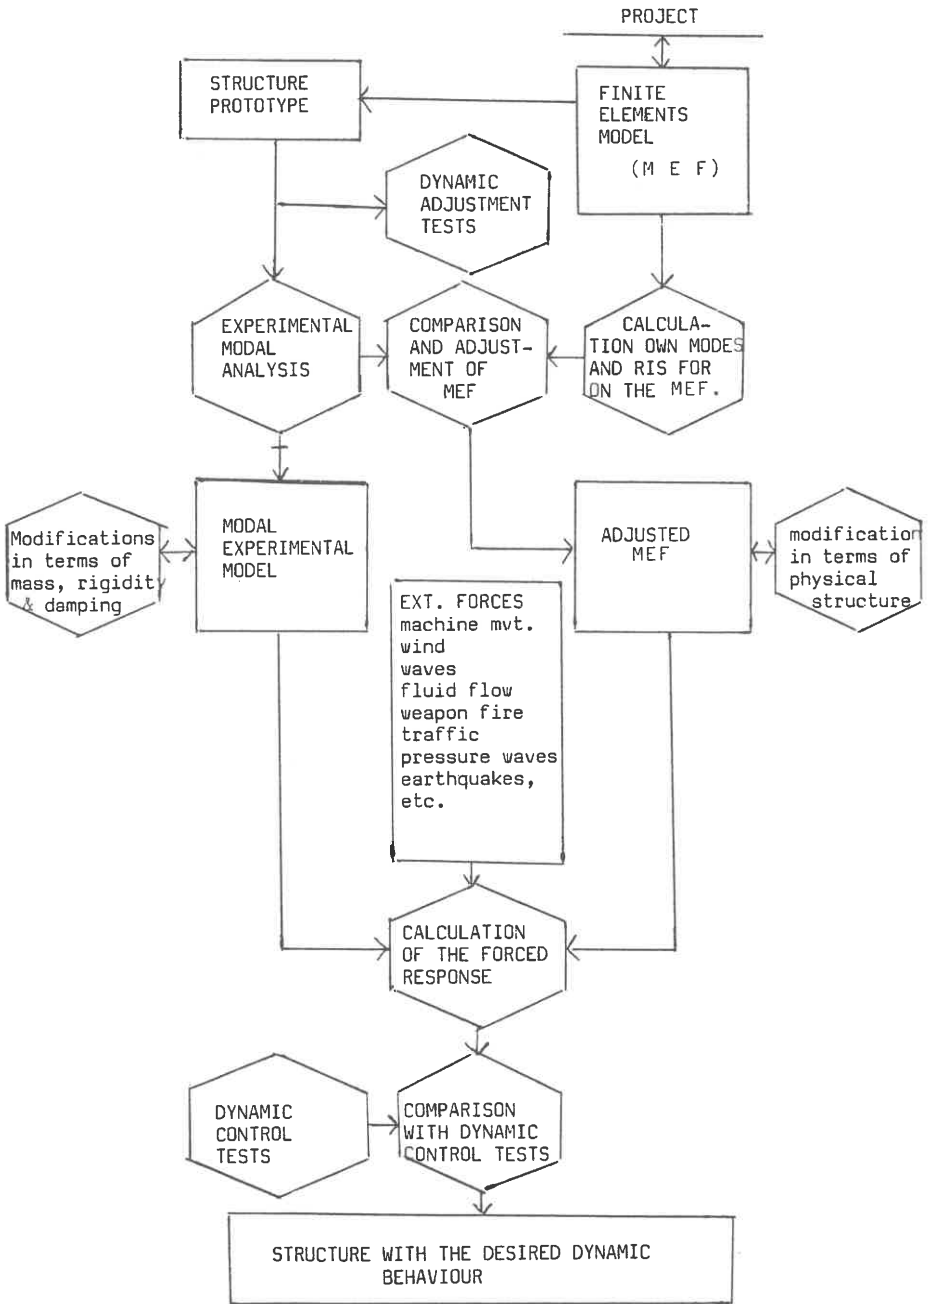 PROJECT
STRUCTURE
PROTOTYPE
FINITE
ELEMENTS
MODEL
(M E F)
DYNAMIC
ADJUSTMENT
TESTS
EXPERIMENTAL
MODAL
ANALYSIS
COMPARISON
AND ADJUST-
MENT OF
MEF
CALCULA-
TION OWN MODES
AND RIS FOR
ON THE MEF.
Modifications
in terms of
mass, rigidity
& damping
MODAL
EXPERIMENTAL
MODEL
ADJUSTED
MEF
modification
in terms of
physical
structure
EXT. FORCES
machine mvt.
wind
waves
fluid flow
weapon fire
traffic
pressure waves
earthquakes,
etc.
CALCULATION
OF THE FORCED
RESPONSE
DYNAMIC
CONTROL
TESTS
COMPARISON
WITH DYNAMIC
CONTROL TESTS
STRUCTURE WITH THE DESIRED DYNAMIC
BEHAVIOUR